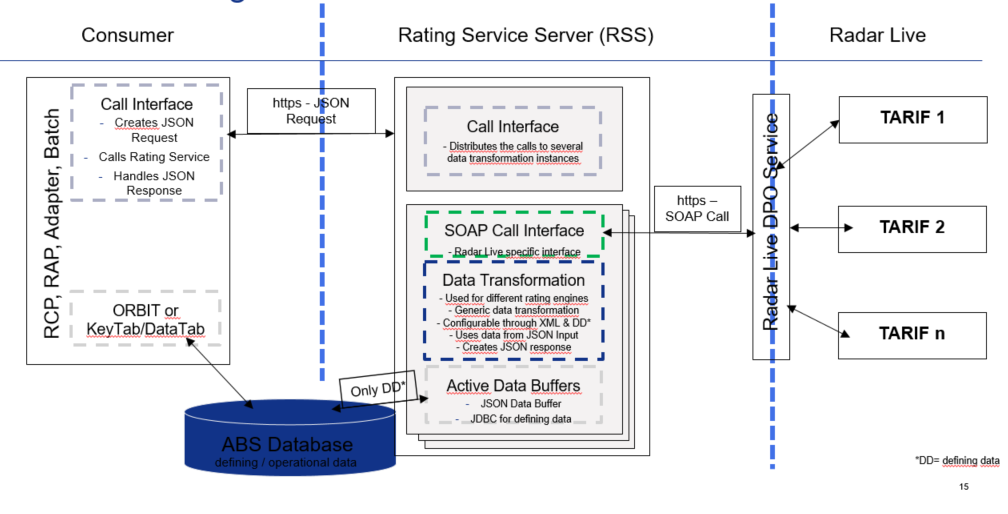 Consumer
Rating Service Server (RSS)
Radar Live
RCP, RAP, Adapter, Batch
Call Interface
- Creates JSON
Request
- Calls Rating Service
- Handles JSON
Response
ORBIT or
KeyTab/DataTab
https - JSON
Request
Call Interface
- Distributes the calls to several
data transformation instances
SOAP Call Interface
- Radar Live specific interface
Data Transformation
- Used for different rating engines
- Generic data transformation
- Configurable through XML & DD*
- Uses data from JSON Input
- Creates JSON response
Active Data Buffers
- JSON Data Buffer
- JDBC for defining data
Only DD*
ABS Database
defining / operational data
https –
SOAP Call
Radar Live DPO Service
TARIF 1
TARIF 2
TARIF n
*DD= defining data
15